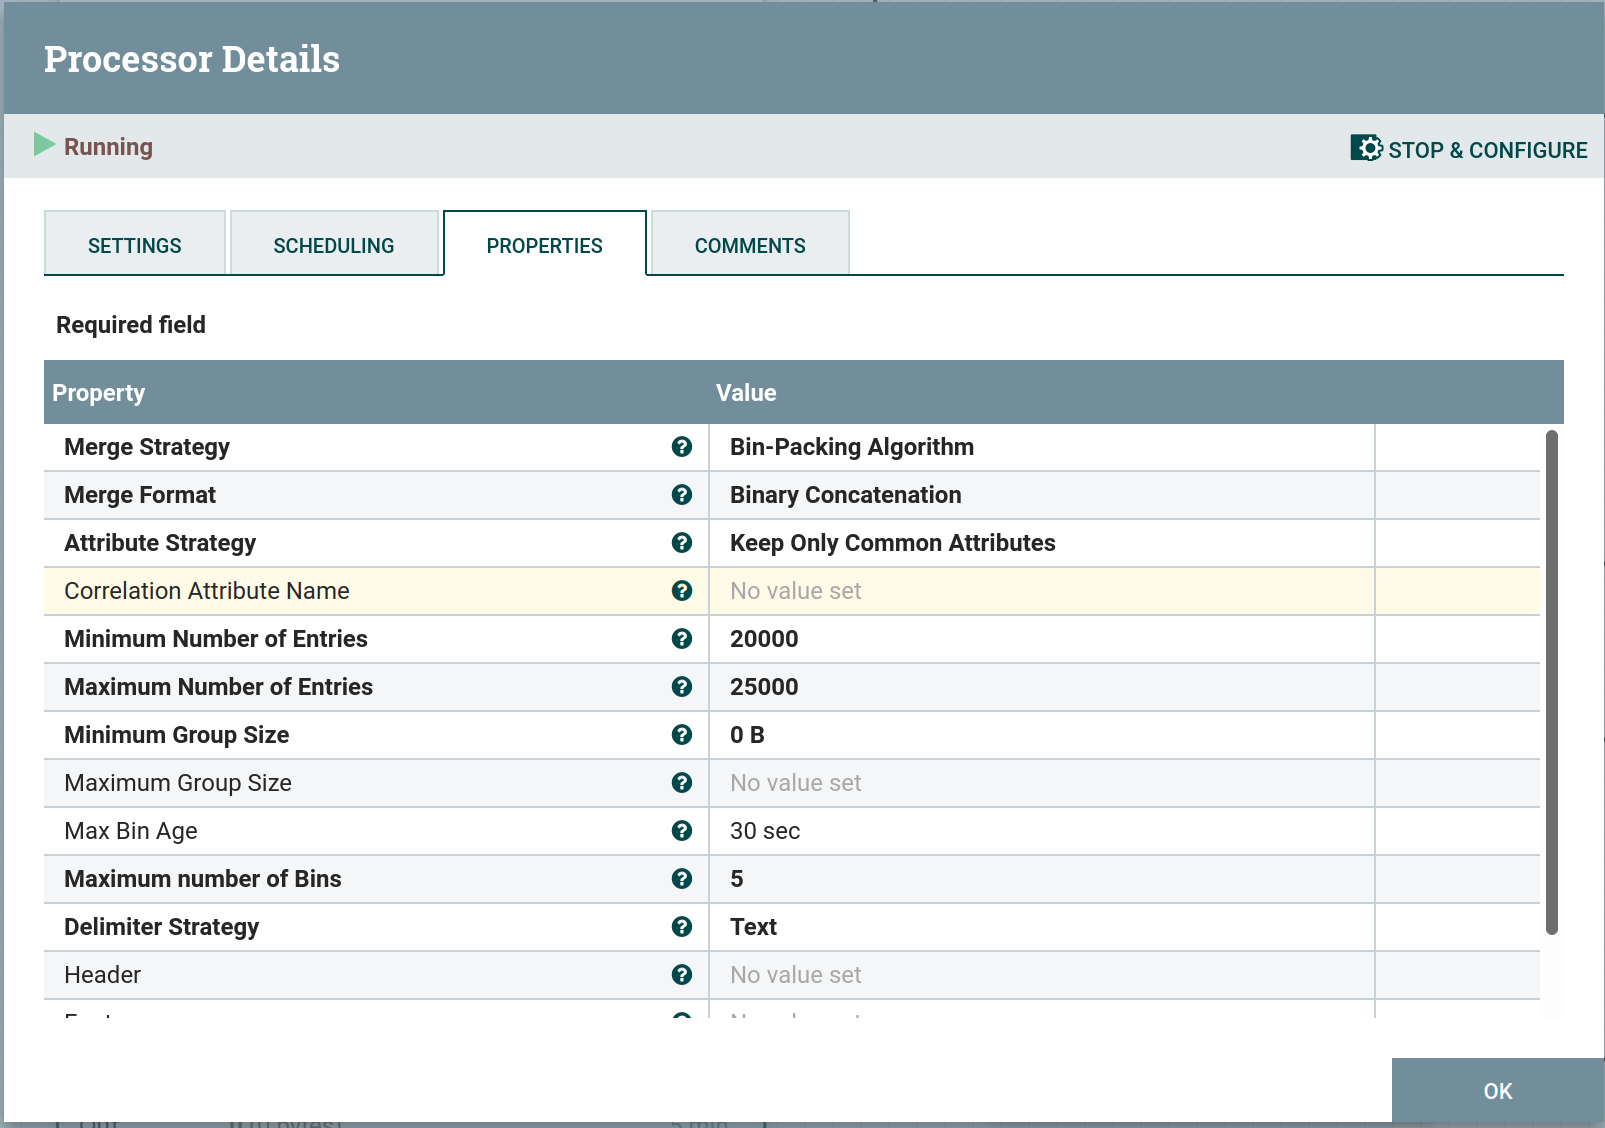 Processor Details
Running
STOP & CONFIGURE
SETTINGS SCHEDULING PROPERTIES COMMENTS
Required field
Property Value
Merge Strategy Bin-Packing Algorithm
Merge Format Binary Concatenation
Attribute Strategy Keep Only Common Attributes
Correlation Attribute Name No value set
Minimum Number of Entries 20000
Maximum Number of Entries 25000
Minimum Group Size 0 B
Maximum Group Size No value set
Max Bin Age 30 sec
Maximum number of Bins 5
Delimiter Strategy Text
Header No value set
OK